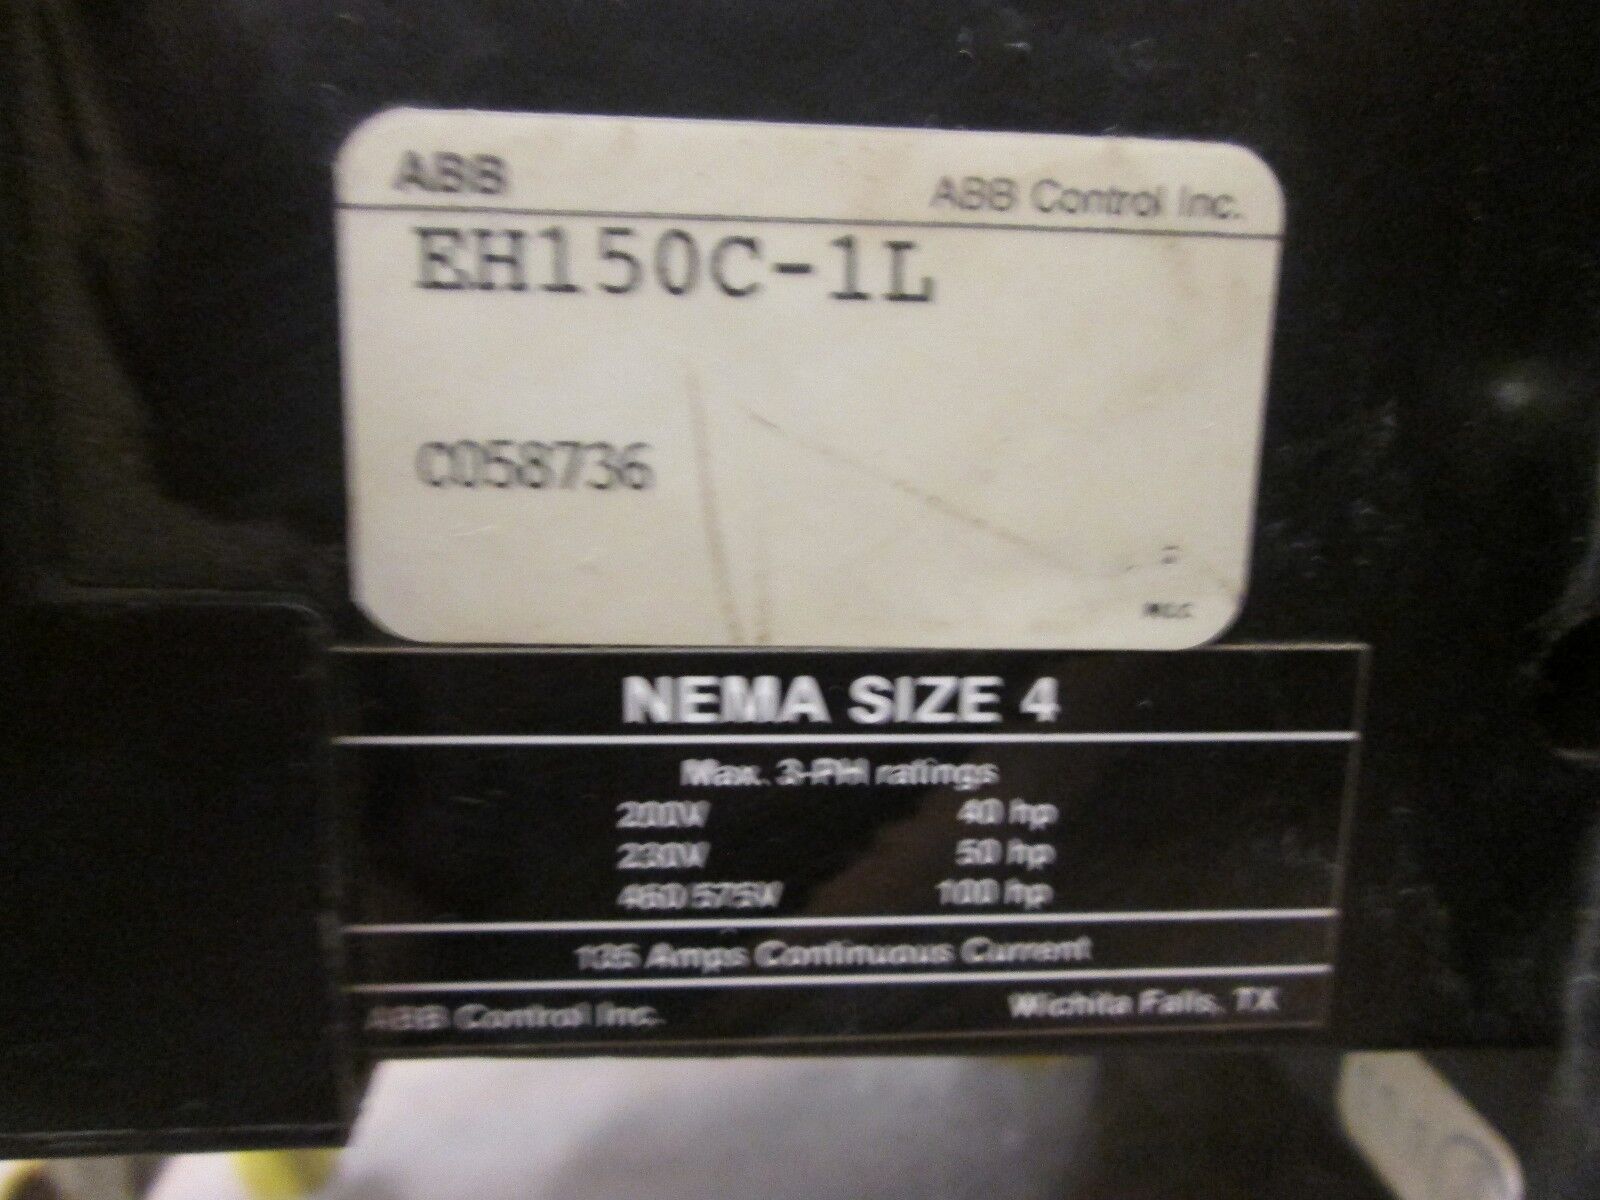 ABB
ABB Control Inc.
EH150C-1L
C058736
MCC
NEMA SIZE 4
Max. 3-PH ratings
200V 40 hp
230V 50 hp
460 575V 100 hp
135 Amps Continuous Current
ABB Control Inc. Wichita Falls, TX